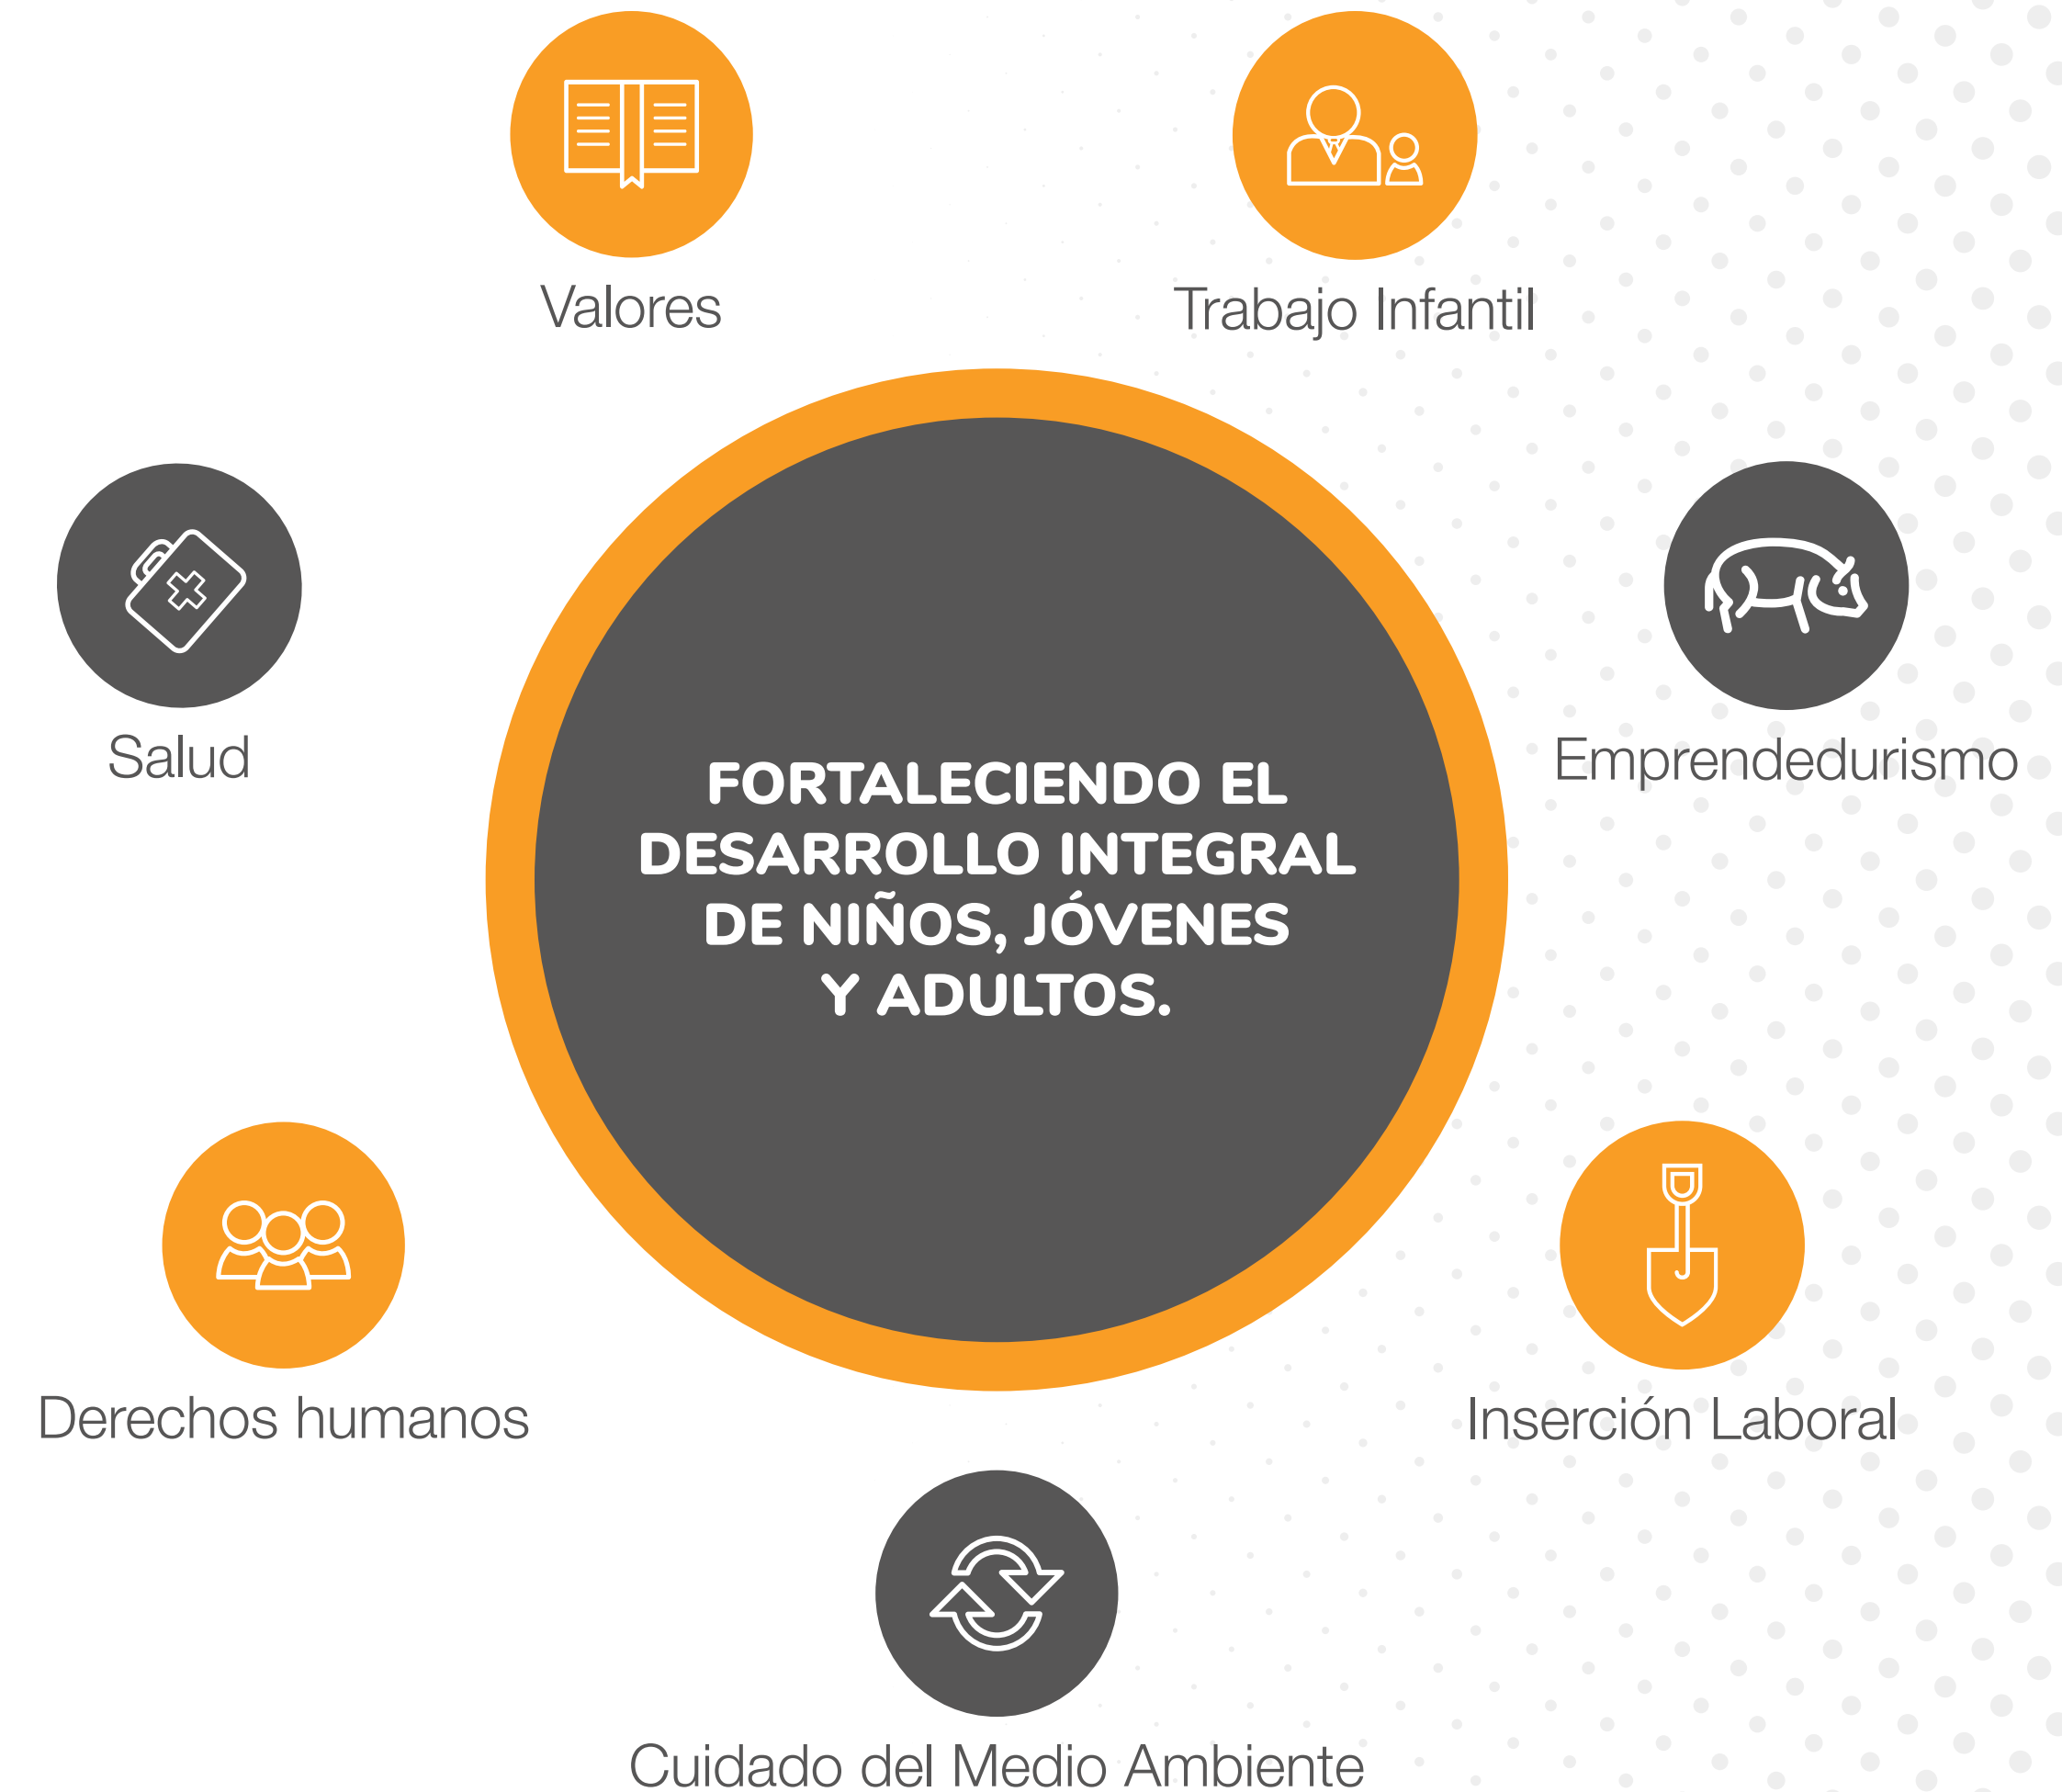 Valores
Trabajo Infantil
Salud
Emprendedurismo
FORTALECIENDO EL
DESARROLLO INTEGRAL
DE NIÑOS, JÓVENES
Y ADULTOS.
Derechos humanos
Inserción Laboral
Cuidado del Medio Ambiente